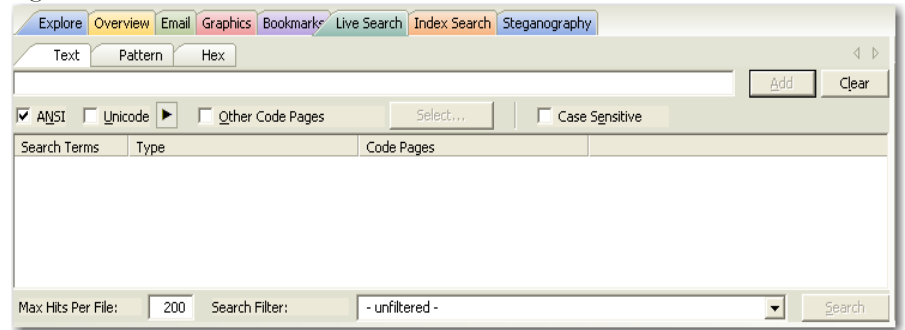 Explore Overview Email Graphics Bookmarks Live Search Index Search Steganography
Text Pattern Hex
Add Clear
ANSI Unicode Other Code Pages Select... Case Sensitive
Search Terms Type Code Pages
Max Hits Per File: 200 Search Filter: - unfiltered - Search